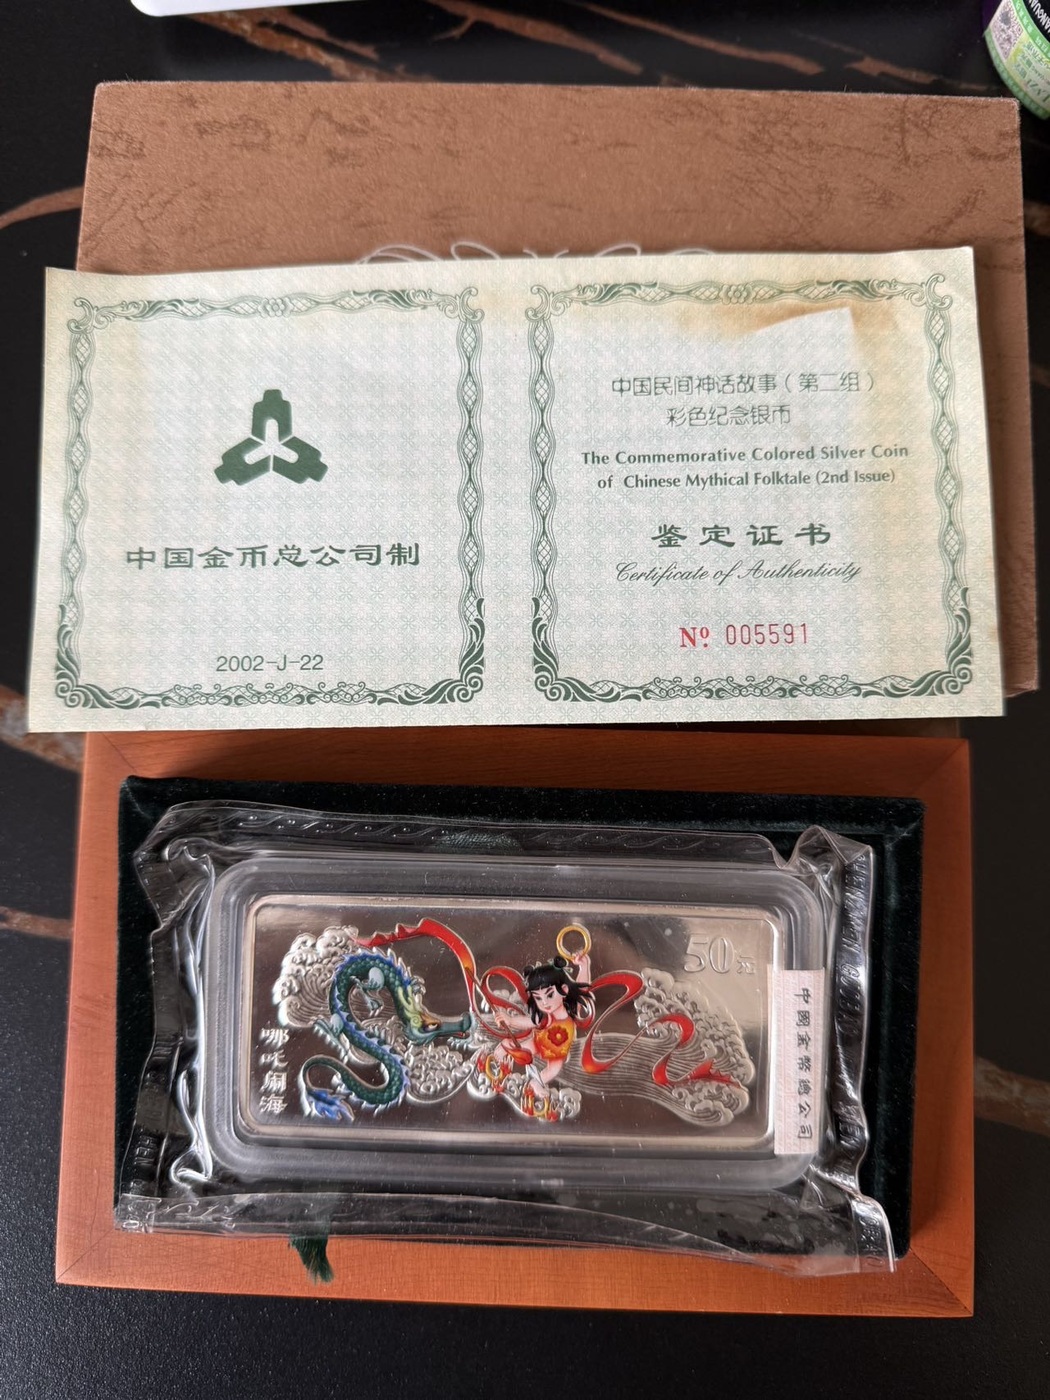 中国金币总公司制
2002-J-22
中国民间神话故事（第二组）
彩色纪念银币
The Commemorative Colored Silver Coin
of Chinese Mythical Folktale (2nd Issue)
鉴定证书
Certificate of Authenticity
Nº. 005591
50元
哪吒闹海
中國金幣總公司